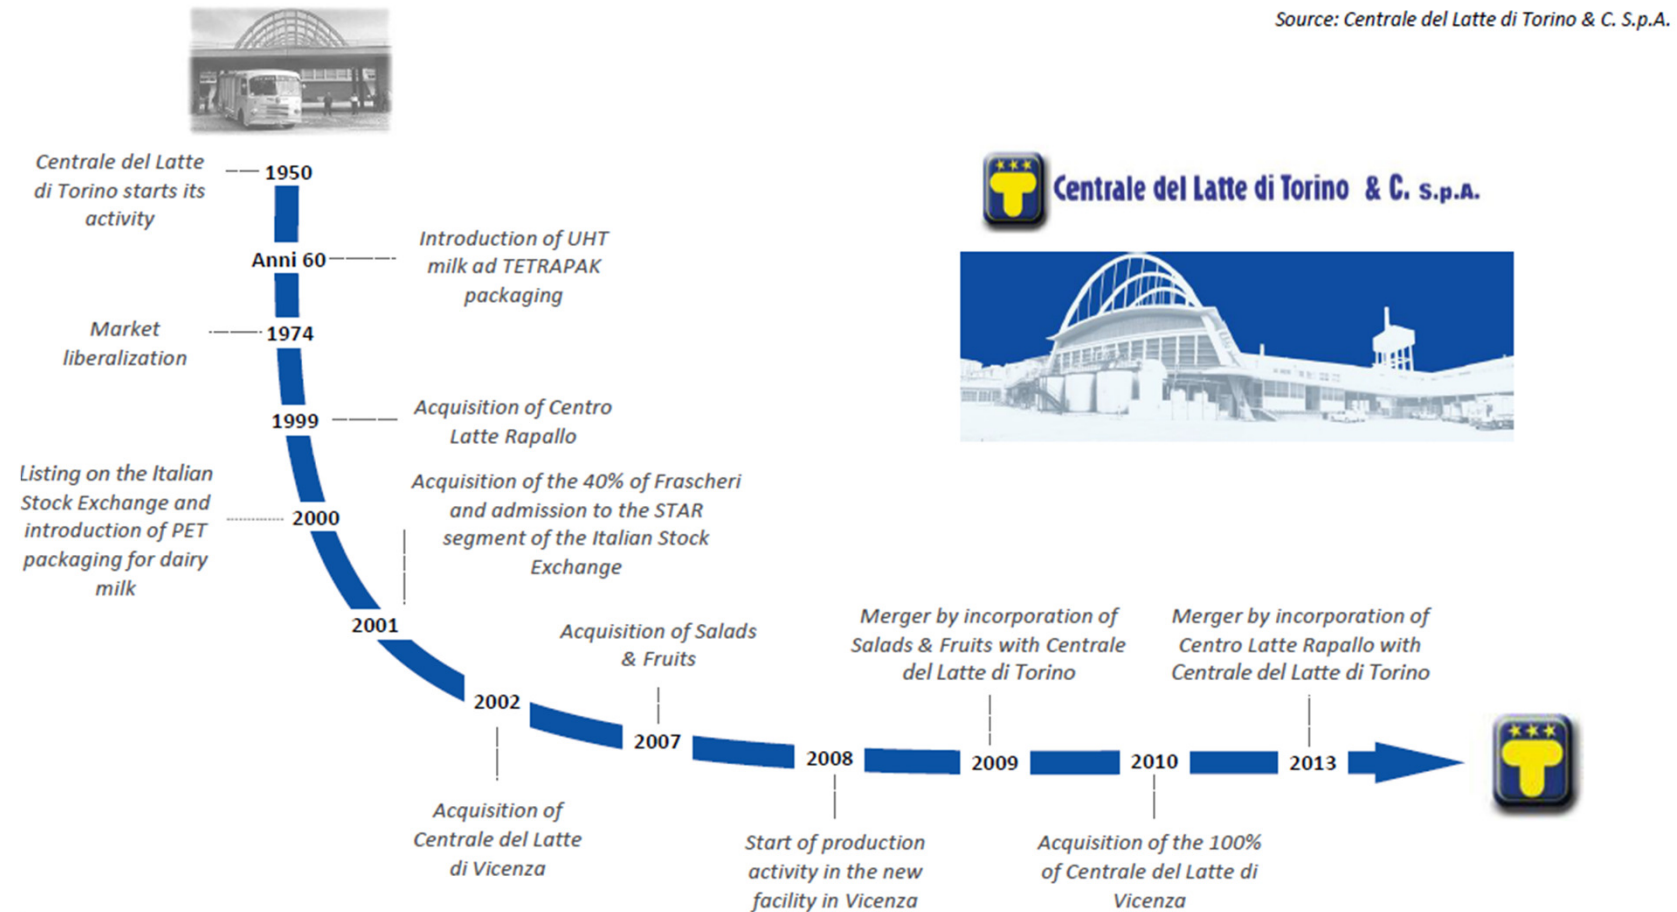 Source: Centrale del Latte di Torino & C. S.p.A.
Centrale del Latte di Torino & C. S.p.A.
Centrale del Latte
di Torino starts its
activity
1950
Anni 60
Introduction of UHT
milk ad TETRAPAK
packaging
Market
liberalization
1974
1999
Acquisition of Centro
Latte Rapallo
Listing on the Italian
Stock Exchange and
introduction of PET
packaging for dairy
milk
2000
Acquisition of the 40% of Frascheri
and admission to the STAR
segment of the Italian Stock
Exchange
2001
2002
Acquisition of
Centrale del Latte
di Vicenza
Acquisition of Salads
& Fruits
2007
2008
Start of production
activity in the new
facility in Vicenza
Merger by incorporation of
Salads & Fruits with Centrale
del Latte di Torino
2009
2010
Acquisition of the 100%
of Centrale del Latte di
Vicenza
Merger by incorporation of
Centro Latte Rapallo with
Centrale del Latte di Torino
2013